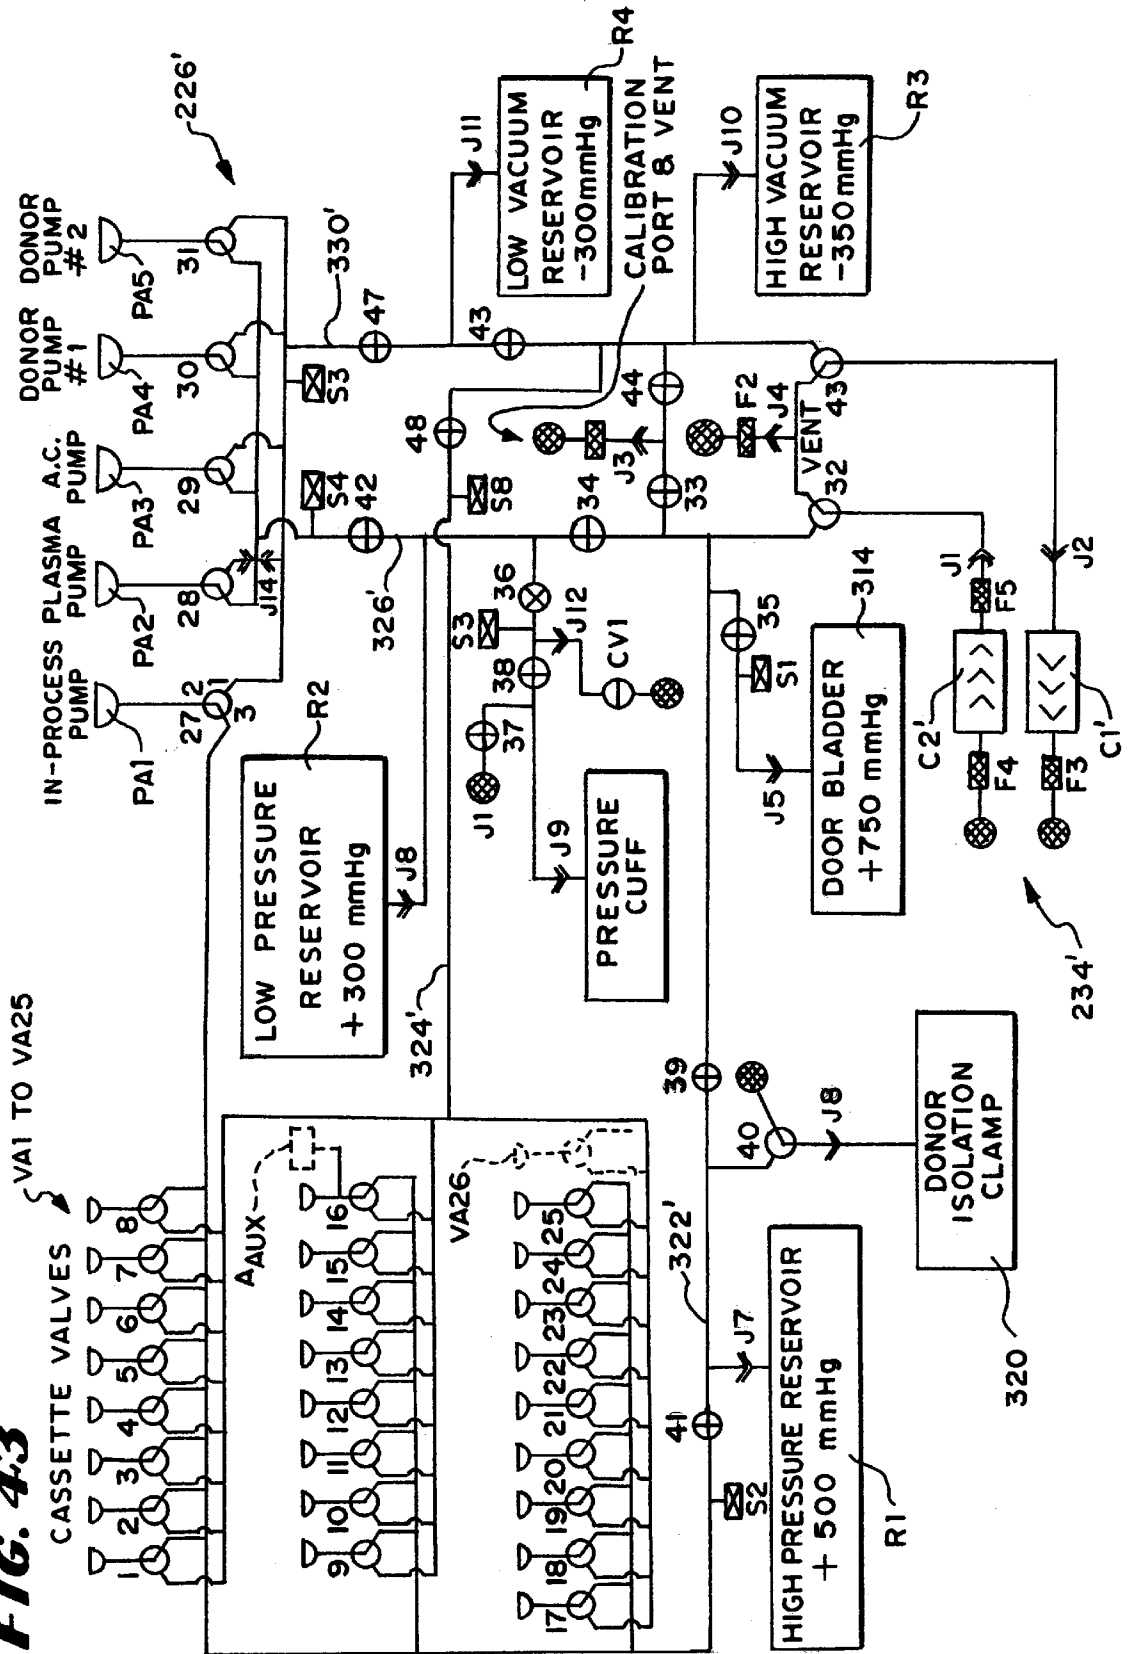 FIG. 43
CASSETTE VALVES
VA1 TO VA25
1
2
3
4
5
6
7
8
AAUX
9
10
11
12
13
14
15
16
VA26
17
18
19
20
21
22
23
24
25
IN-PROCESS
PUMP
PA1
27
2
1
3
PLASMA
PUMP
PA2
28
J14
A.C.
PUMP
PA3
29
DONOR
PUMP
#1
PA4
30
DONOR
PUMP
#2
PA5
31
226'
330'
S3
47
S4
42
326'
48
S8
43
J11
LOW VACUUM
RESERVOIR
-300mmHg
R4
CALIBRATION
PORT & VENT
HIGH VACUUM
RESERVOIR
-350mmHg
R3
J10
44
J3
33
34
F2
J4
VENT
32
43
LOW PRESSURE
RESERVOIR
+300 mmHg
R2
J8
324'
36
S3
J12
38
37
J1
CV1
J9
PRESSURE
CUFF
35
S1
J5
DOOR BLADDER
+750 mmHg
314
J1
F5
C2'
F4
J2
C1'
F3
234'
39
40
J8
DONOR
ISOLATION
CLAMP
320
322'
41
J7
S2
HIGH PRESSURE RESERVOIR
+ 500 mmHg
R1